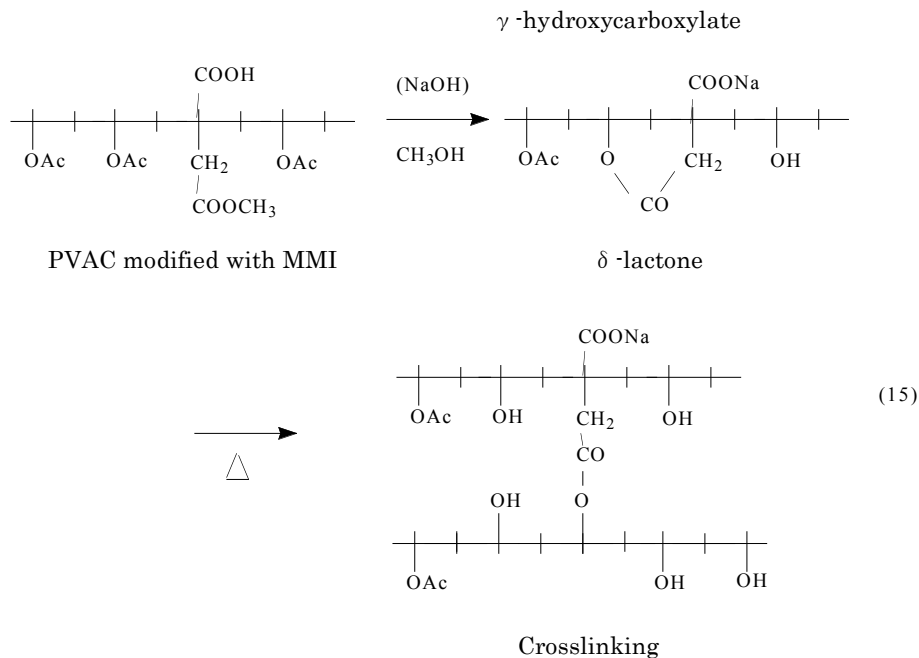 γ-hydroxycarboxylate
COOH
(NaOH)
COONa
OAc OAc CH₂ OAc
CH₃OH
OAc O CH₂ OH
COOCH₃
CO
PVAC modified with MMI
δ-lactone
COONa
(15)
OAc OH CH₂ OH
△
CO
OH O
OAc OH OH
Crosslinking